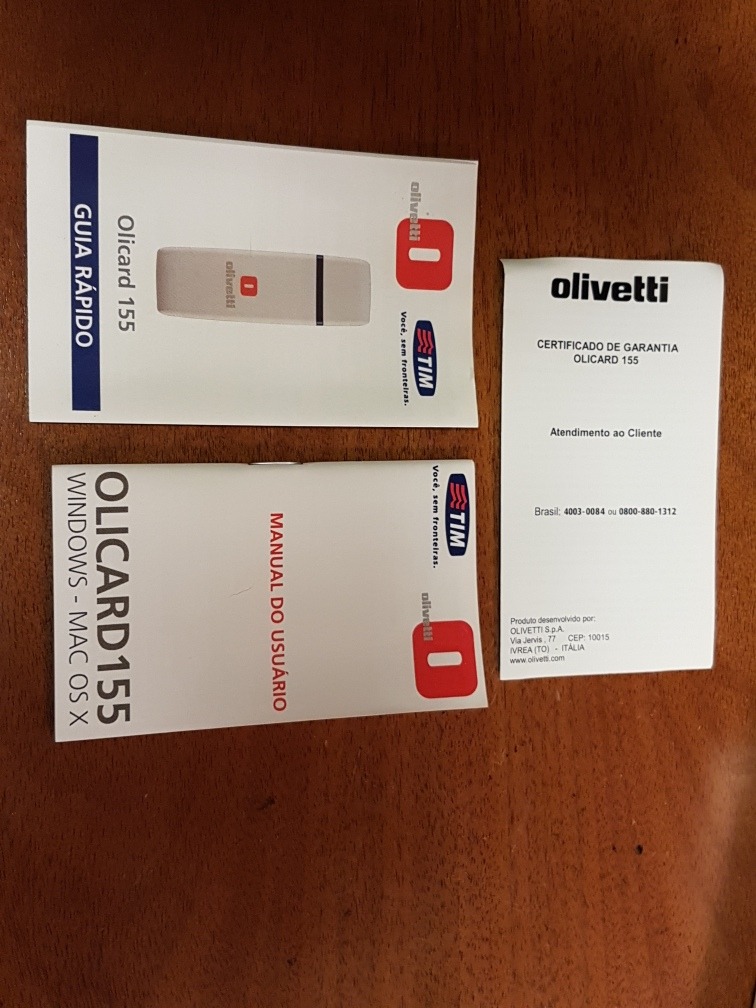 olivetti
TIM
Você, sem fronteiras.
olivetti
Olicard 155
GUIA RÁPIDO
TIM
Você, sem fronteiras.
olivetti
MANUAL DO USUÁRIO
OLICARD155
WINDOWS - MAC OS X
olivetti
CERTIFICADO DE GARANTIA
OLICARD 155
Atendimento ao Cliente
Brasil: 4003-0084 ou 0800-880-1312
Produto desenvolvido por:
OLIVETTI S.p.A.
Via Jervis , 77 CEP: 10015
IVREA (TO) - ITÁLIA
www.olivetti.com